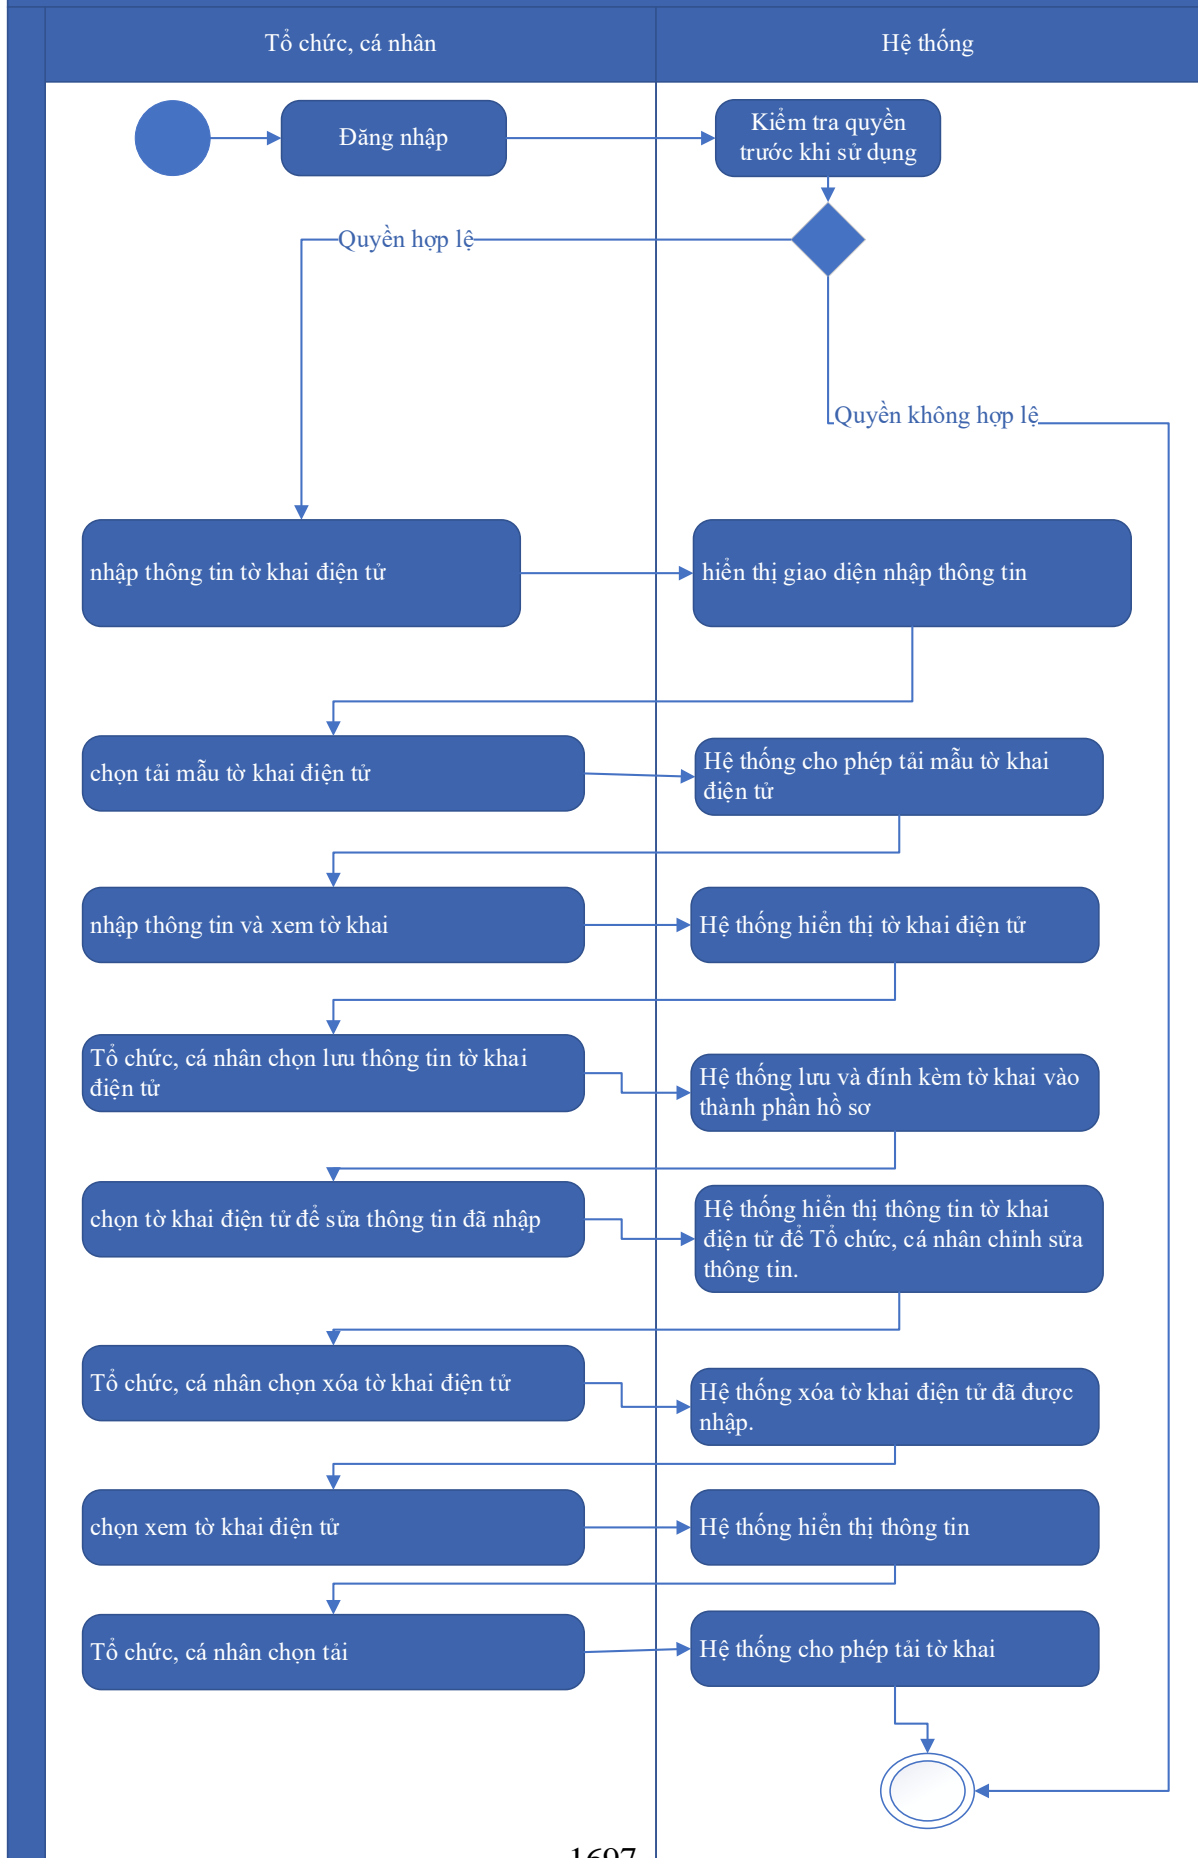 Tổ chức, cá nhân
Hệ thống
Đăng nhập
Kiểm tra quyền
trước khi sử dụng
Quyền hợp lệ
Quyền không hợp lệ
nhập thông tin tờ khai điện tử
hiển thị giao diện nhập thông tin
chọn tải mẫu tờ khai điện tử
Hệ thống cho phép tải mẫu tờ khai
điện tử
nhập thông tin và xem tờ khai
Hệ thống hiển thị tờ khai điện tử
Tổ chức, cá nhân chọn lưu thông tin tờ khai
điện tử
Hệ thống lưu và đính kèm tờ khai vào
thành phần hồ sơ
chọn tờ khai điện tử để sửa thông tin đã nhập
Hệ thống hiển thị thông tin tờ khai
điện tử để Tổ chức, cá nhân chỉnh sửa
thông tin.
Tổ chức, cá nhân chọn xóa tờ khai điện tử
Hệ thống xóa tờ khai điện tử đã được
nhập.
chọn xem tờ khai điện tử
Hệ thống hiển thị thông tin
Tổ chức, cá nhân chọn tải
Hệ thống cho phép tải tờ khai
1697